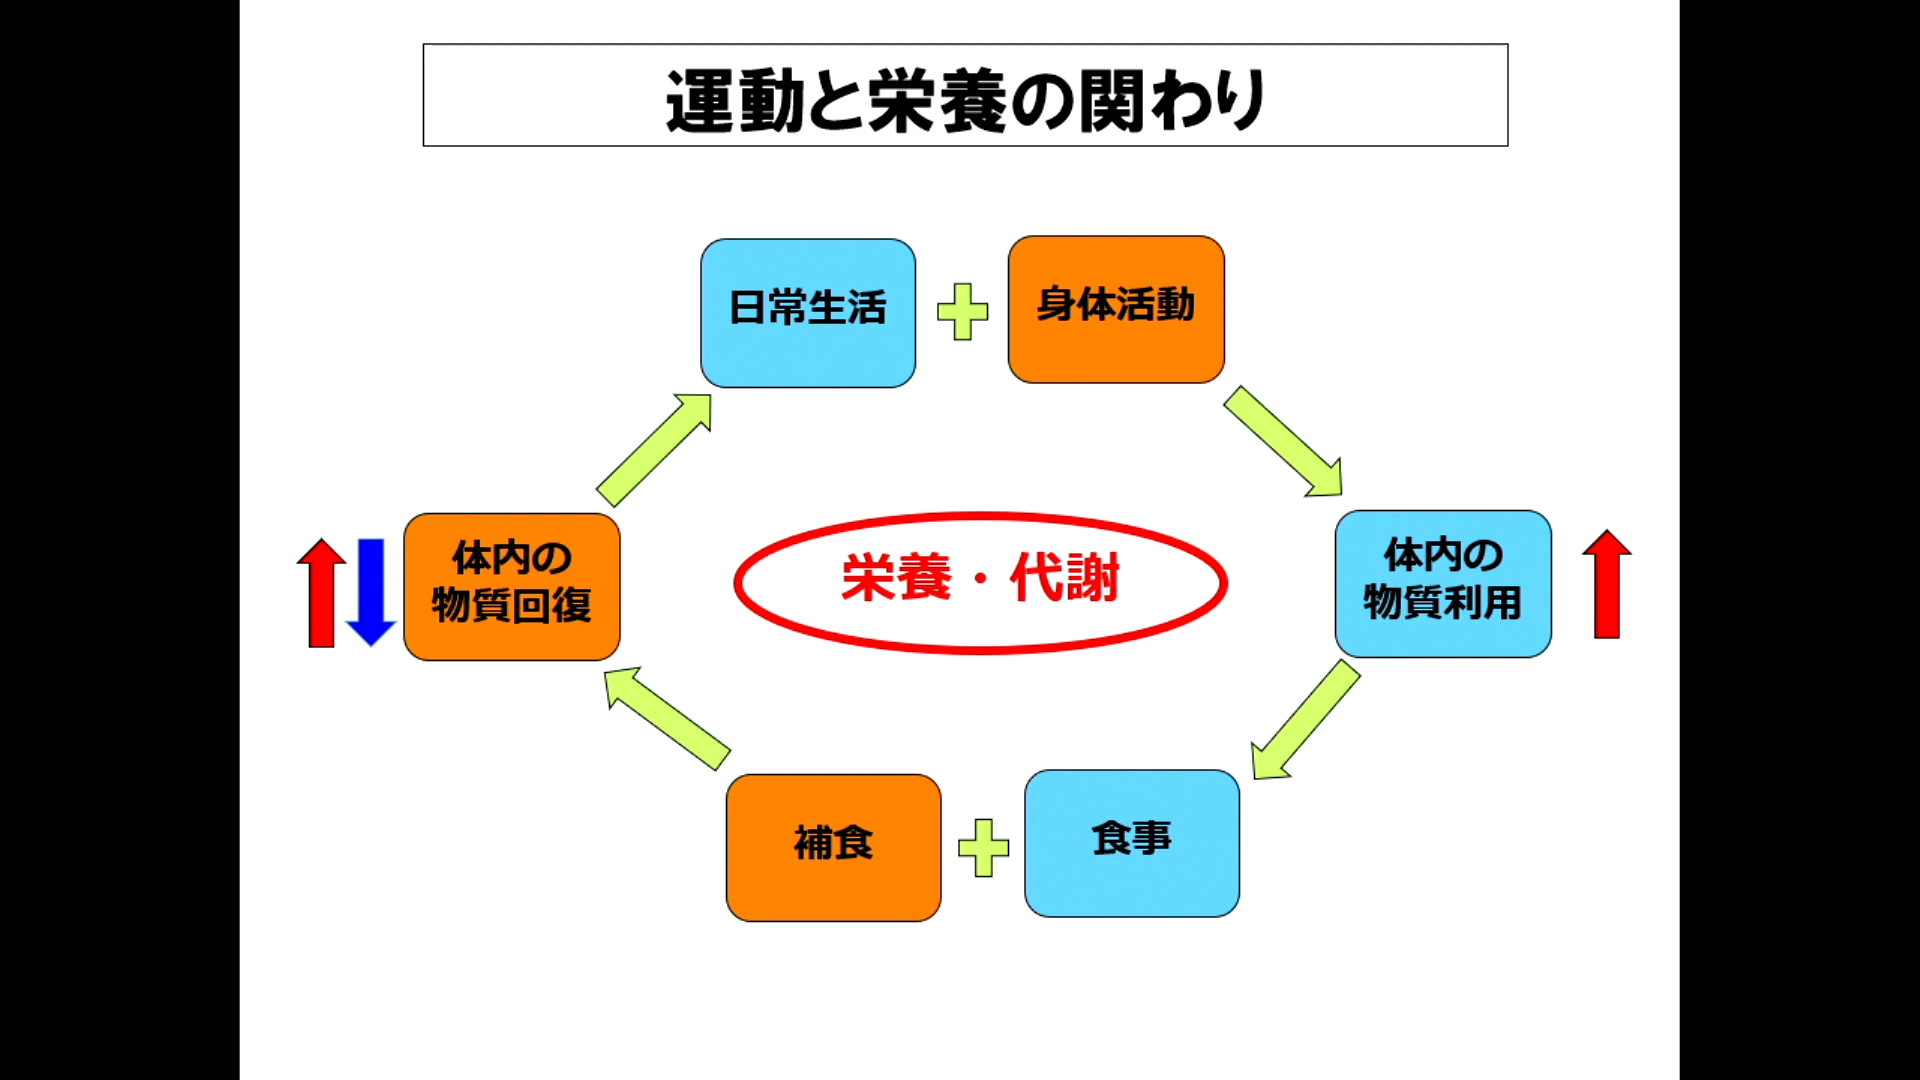 運動と栄養の関わり
日常生活
身体活動
体内の
物質回復
栄養・代謝
体内の
物質利用
補食
食事